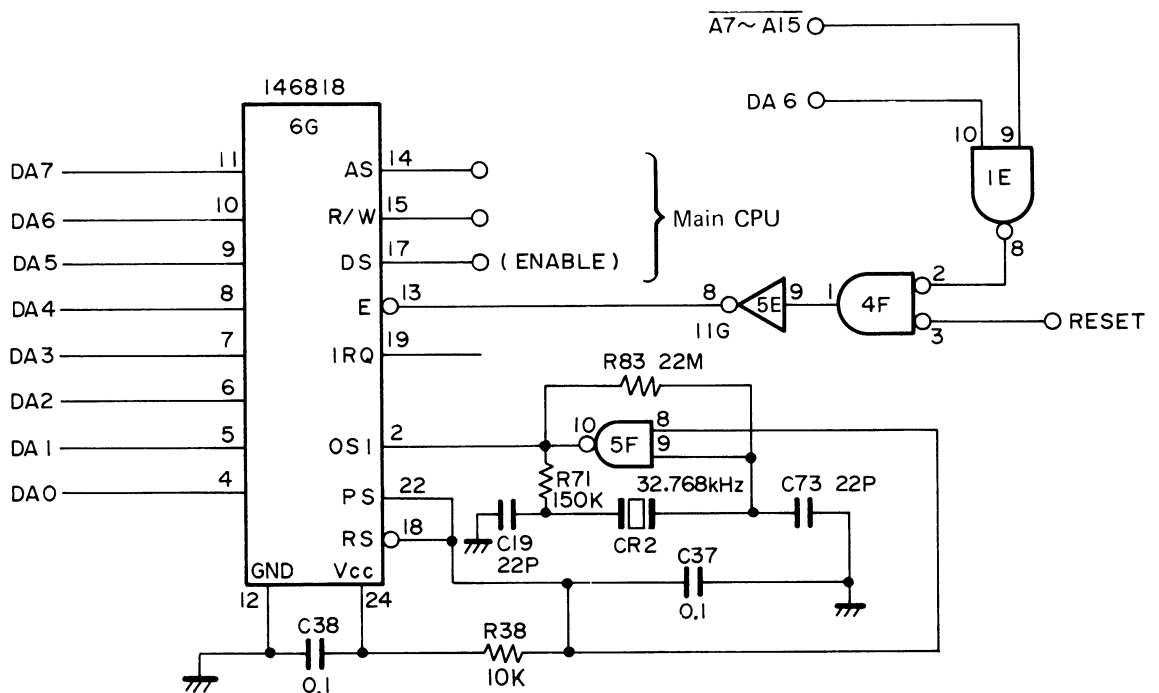 A7~A15
146818
6G
DA 6
10 9
1E
8
DA7 11 AS 14
DA6 10 R/W 15 Main CPU
DA5 9 DS 17 (ENABLE)
DA4 8 E 13 8 5E 9 1 4F 2
11G 3 RESET
DA3 7 IRQ 19
R83 22M
DA2 6
10 5F 8
9
DA1 5 OS1 2
R71
150K 32.768kHz C73 22P
DA0 4 PS 22
RS 18 C19
22P CR2 C37
0.1
GND Vcc
12 24
C38 R38
0.1 10K